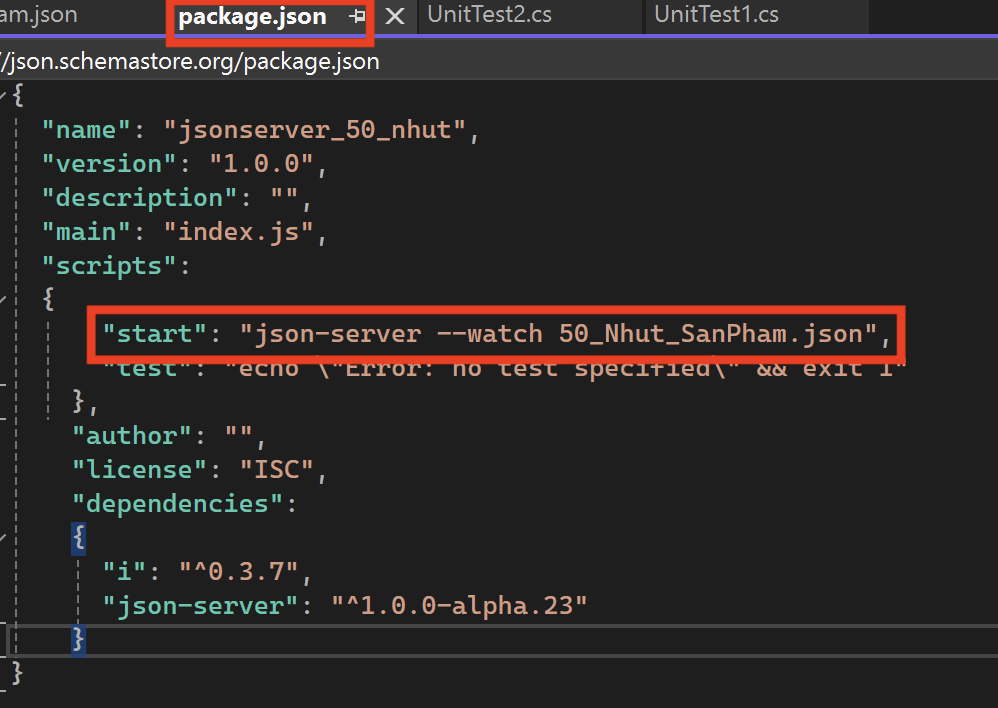 am.json package.json UnitTest2.cs UnitTest1.cs
//json.schemastore.org/package.json
{
"name": "jsonserver_50_nhut",
"version": "1.0.0",
"description": "",
"main": "index.js",
"scripts":
{
"start": "json-server --watch 50_Nhut_SanPham.json",
"test": "echo \"Error: no test specified\" && exit 1"
},
"author": "",
"license": "ISC",
"dependencies":
{
"i": "^0.3.7",
"json-server": "^1.0.0-alpha.23"
}
}